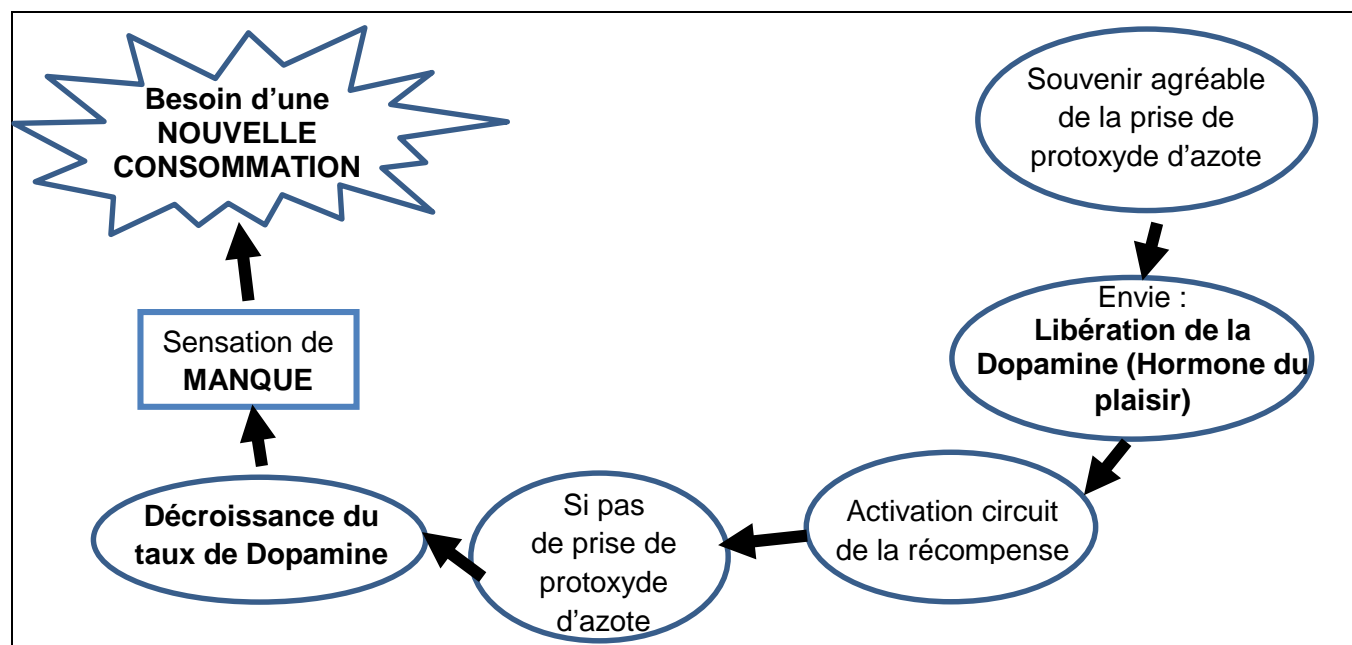 Souvenir agréable
de la prise de
protoxyde d’azote
Envie :
Libération de la
Dopamine (Hormone du
plaisir)
Activation circuit
de la récompense
Si pas
de prise de
protoxyde
d’azote
Décroissance du
taux de Dopamine
Sensation de
MANQUE
Besoin d’une
NOUVELLE
CONSOMMATION